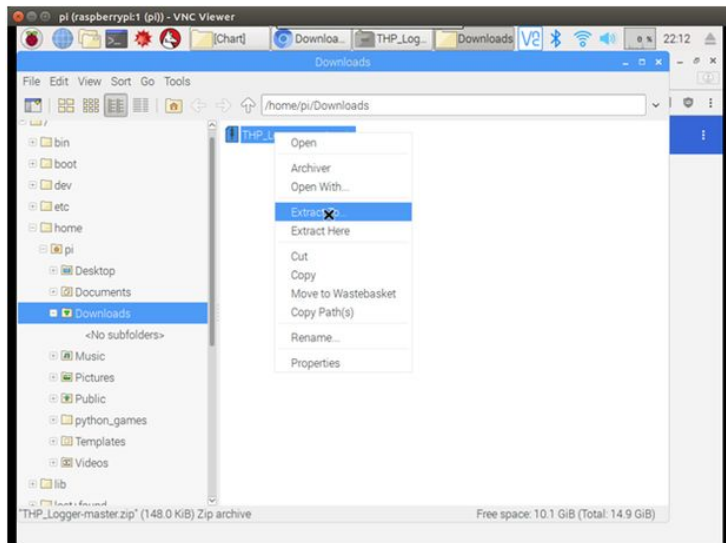 pi (raspberrypi:1 (pi)) - VNC Viewer
[Chart] Downloa... THP_Log... Downloads 0 % 22:12
Downloads
File Edit View Sort Go Tools
/home/pi/Downloads
bin
boot
dev
etc
home
pi
Desktop
Documents
Downloads
<No subfolders>
Music
Pictures
Public
python_games
Templates
Videos
lib
lost+found
Open
Archiver
Open With...
Extract To...
Extract Here
Cut
Copy
Move to Wastebasket
Copy Path(s)
Rename...
Properties
"THP_Logger-master.zip" (148.0 KiB) Zip archive
Free space: 10.1 GiB (Total: 14.9 GiB)